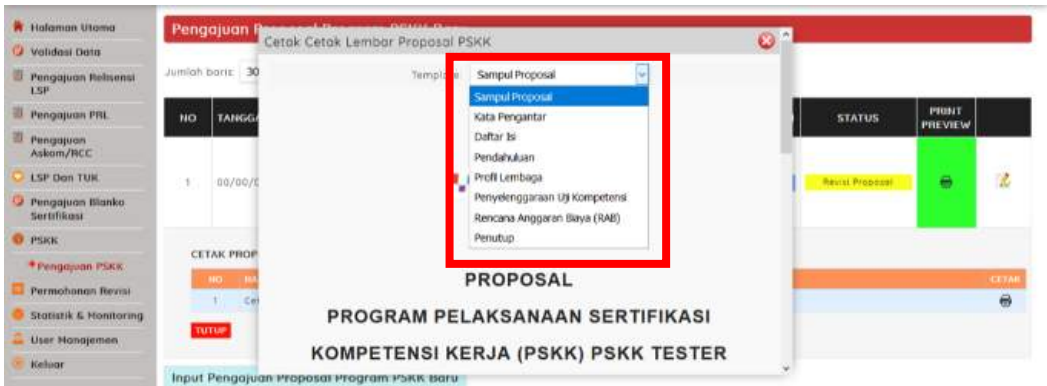 Halaman Utama
Validasi Data
Pengajuan Relisensi
LSP
Pengajuan PRL
Pengajuan
Askom/RCC
LSP Dan TUK
Pengajuan Blanko
Sertifikasi
PSKK
Pengajuan PSKK
Permohonan Revisi
Statistik & Monitoring
User Manajemen
Keluar
Pengajuan
Jumlah baris: 30
NO
STATUS
PRINT
PREVIEW
1
00/00/
Revisi Proposal
CETAK
NO
CETAK
1
TUTUP
Input Pengajuan Proposal Program PSKK Baru
Cetak Cetak Lembar Proposal PSKK
Template
Sampul Proposal
Sampul Proposal
Kata Pengantar
Daftar Isi
Pendahuluan
Profil Lembaga
Penyelenggaraan Uji Kompetensi
Rencana Anggaran Biaya (RAB)
Penutup
PROPOSAL
PROGRAM PELAKSANAAN SERTIFIKASI
KOMPETENSI KERJA (PSKK) PSKK TESTER